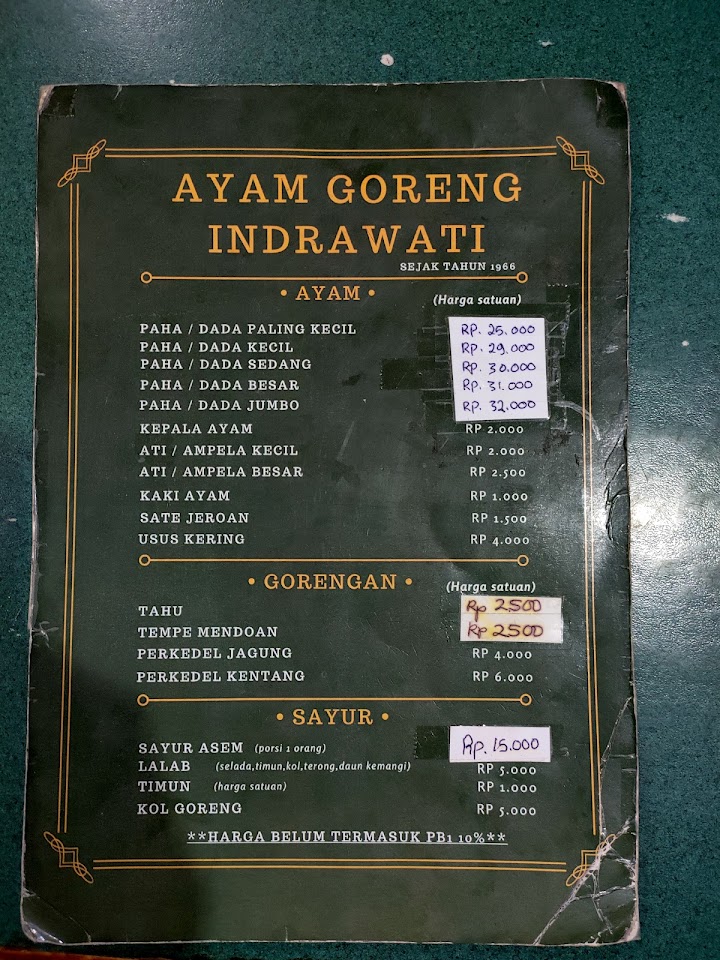 AYAM GORENG
INDRAWATI
SEJAK TAHUN 1966
• AYAM •
(Harga satuan)
PAHA / DADA PALING KECIL RP. 25.000
PAHA / DADA KECIL RP. 29.000
PAHA / DADA SEDANG RP. 30.000
PAHA / DADA BESAR RP. 31.000
PAHA / DADA JUMBO RP. 32.000
KEPALA AYAM RP 2.000
ATI / AMPELA KECIL RP 2.000
ATI / AMPELA BESAR RP 2.500
KAKI AYAM RP 1.000
SATE JEROAN RP 1.500
USUS KERING RP 4.000
• GORENGAN •
(Harga satuan)
TAHU Rp 2500
TEMPE MENDOAN Rp 2500
PERKEDEL JAGUNG RP 4.000
PERKEDEL KENTANG RP 6.000
• SAYUR •
SAYUR ASEM (porsi 1 orang) Rp. 15.000
LALAB (selada,timun,kol,terong,daun kemangi) RP 5.000
TIMUN (harga satuan) RP 1.000
KOL GORENG RP 5.000
**HARGA BELUM TERMASUK PB1 10%**